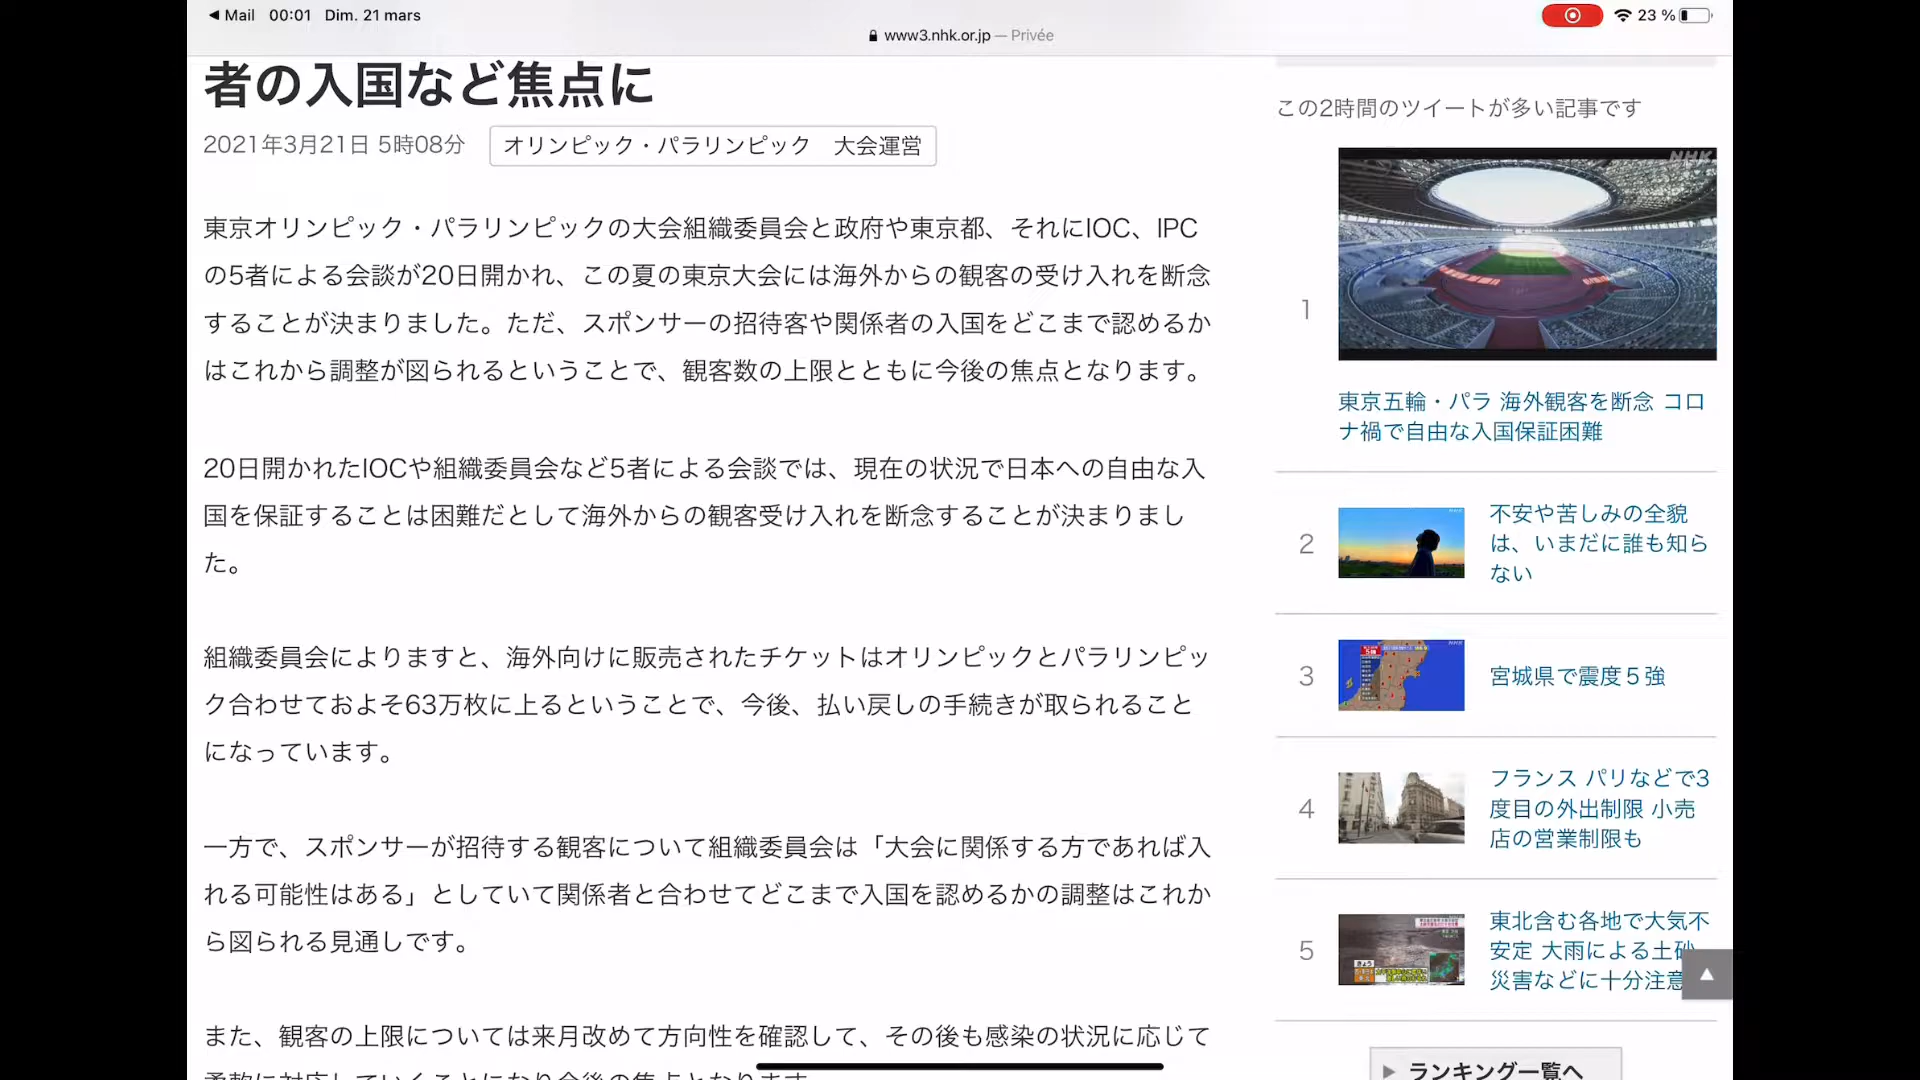 Mail 00:01 Dim. 21 mars
23 %
www3.nhk.or.jp — Privée
者の入国など焦点に
2021年3月21日 5時08分
オリンピック・パラリンピック 大会運営
東京オリンピック・パラリンピックの大会組織委員会と政府や東京都、それにIOC、IPC
の5者による会談が20日開かれ、この夏の東京大会には海外からの観客の受け入れを断念
することが決まりました。ただ、スポンサーの招待客や関係者の入国をどこまで認めるか
はこれから調整が図られるということで、観客数の上限とともに今後の焦点となります。
20日開かれたIOCや組織委員会など5者による会談では、現在の状況で日本への自由な入
国を保証することは困難だとして海外からの観客受け入れを断念することが決まりまし
た。
組織委員会によりますと、海外向けに販売されたチケットはオリンピックとパラリンピッ
ク合わせておよそ63万枚に上るということで、今後、払い戻しの手続きが取られること
になっています。
一方で、スポンサーが招待する観客について組織委員会は「大会に関係する方であれば入
れる可能性はある」としていて関係者と合わせてどこまで入国を認めるかの調整はこれか
ら図られる見通しです。
また、観客の上限については来月改めて方向性を確認して、その後も感染の状況に応じて
この2時間のツイートが多い記事です
NHK
1
東京五輪・パラ 海外観客を断念 コロ
ナ禍で自由な入国保証困難
2
不安や苦しみの全貌
は、いまだに誰も知ら
ない
3
宮城県で震度５強
4
フランス パリなどで3
度目の外出制限 小売
店の営業制限も
5
東北含む各地で大気不
安定 大雨による土砂
災害などに十分注意
ランキング一覧へ